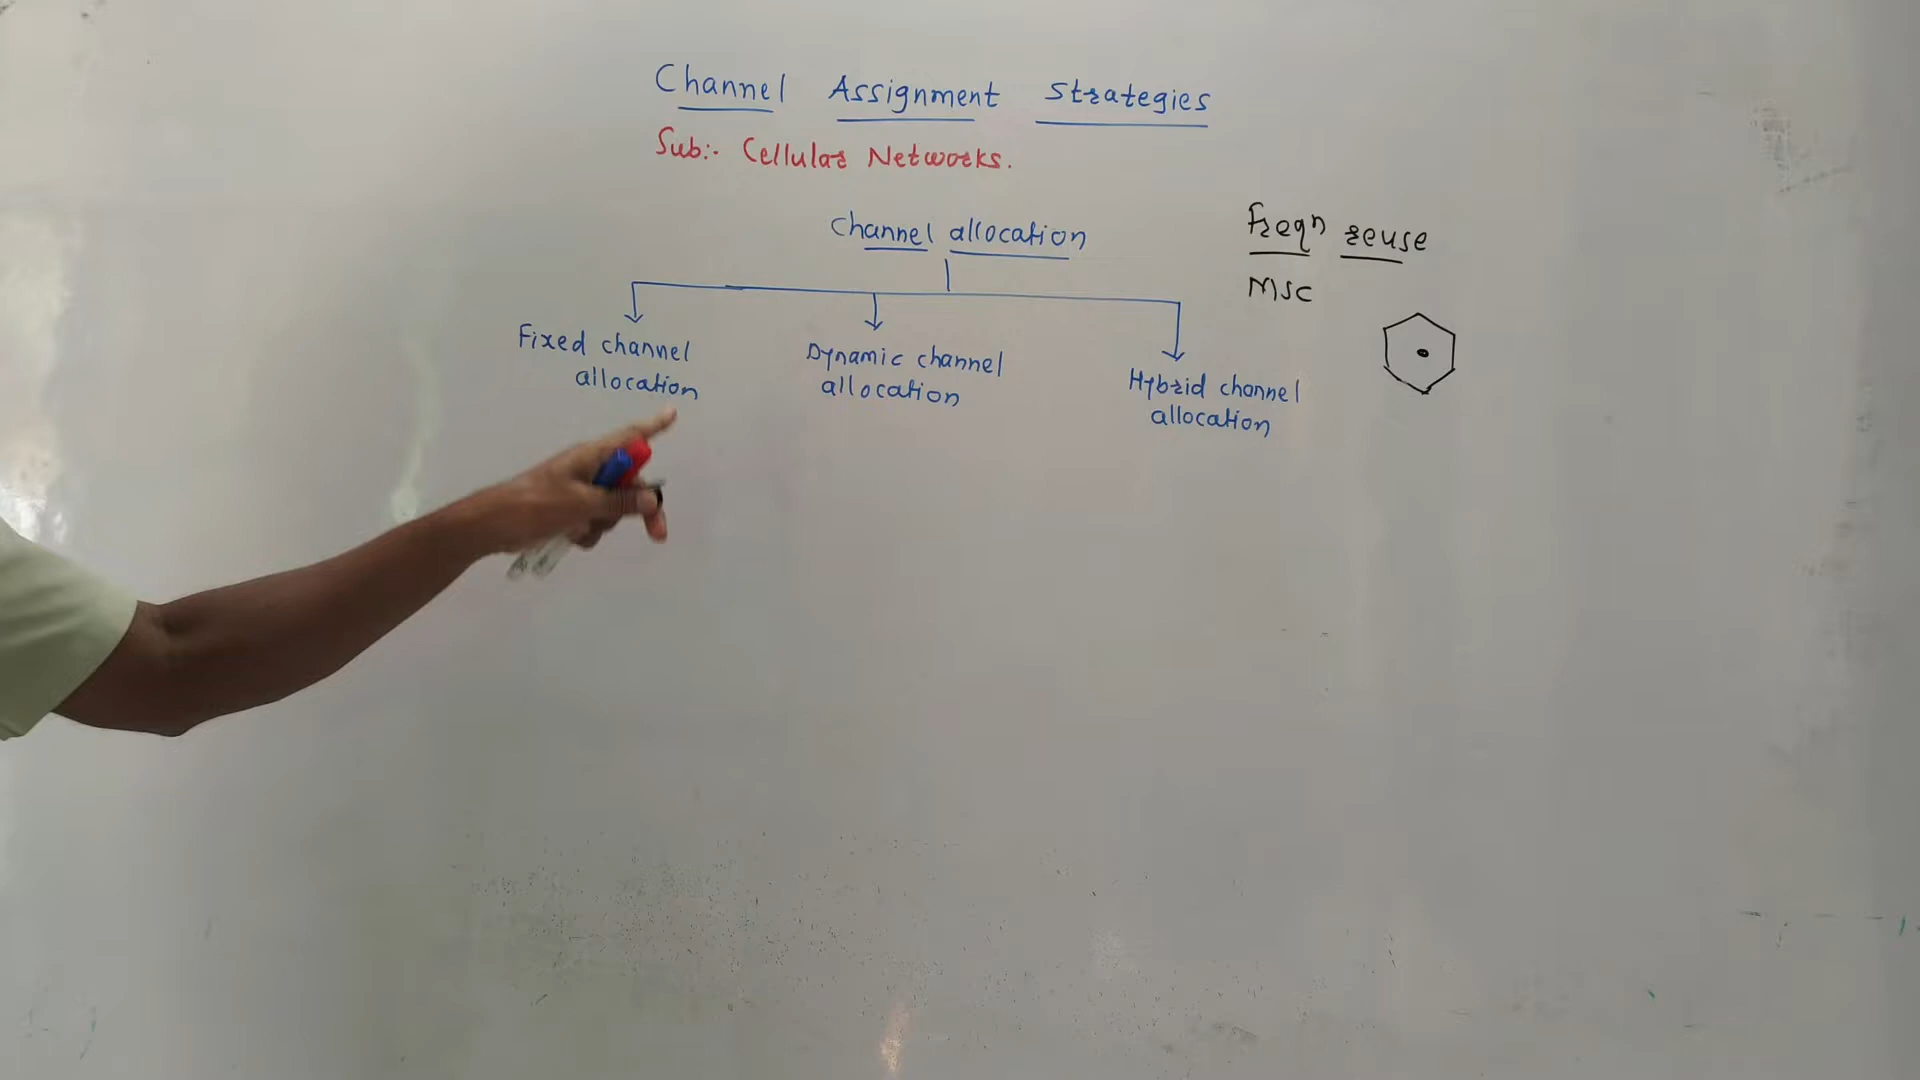 Channel Assignment Strategies
Sub:- Cellular Networks.
Channel allocation
Freqn reuse
MSC
Fixed channel
allocation
Dynamic channel
allocation
Hybrid channel
allocation